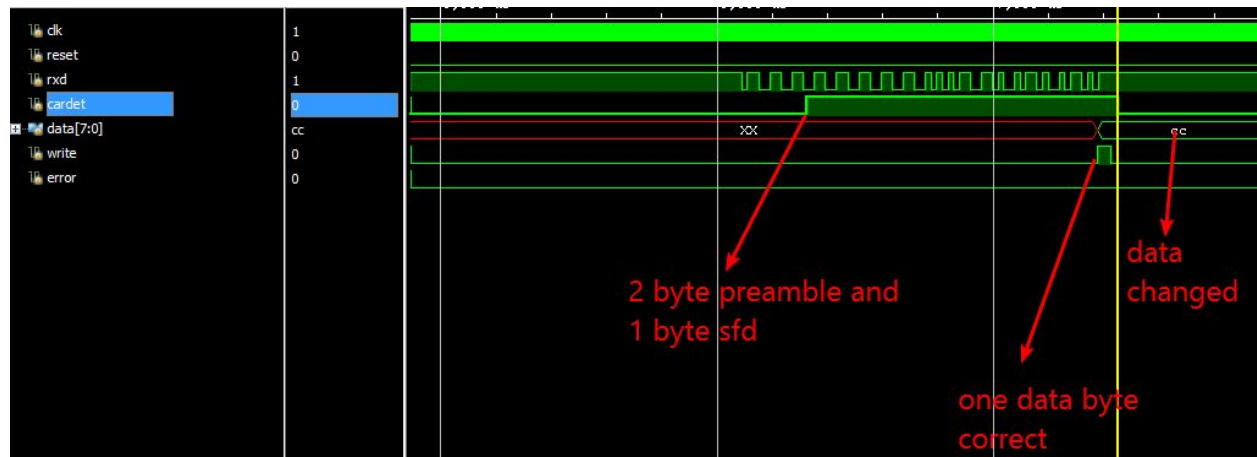 clk 1
reset 0
rxd 1
cardet 0
data[7:0] cc XX cc
write 0
error 0
2 byte preamble and
1 byte sfd
data
changed
one data byte
correct